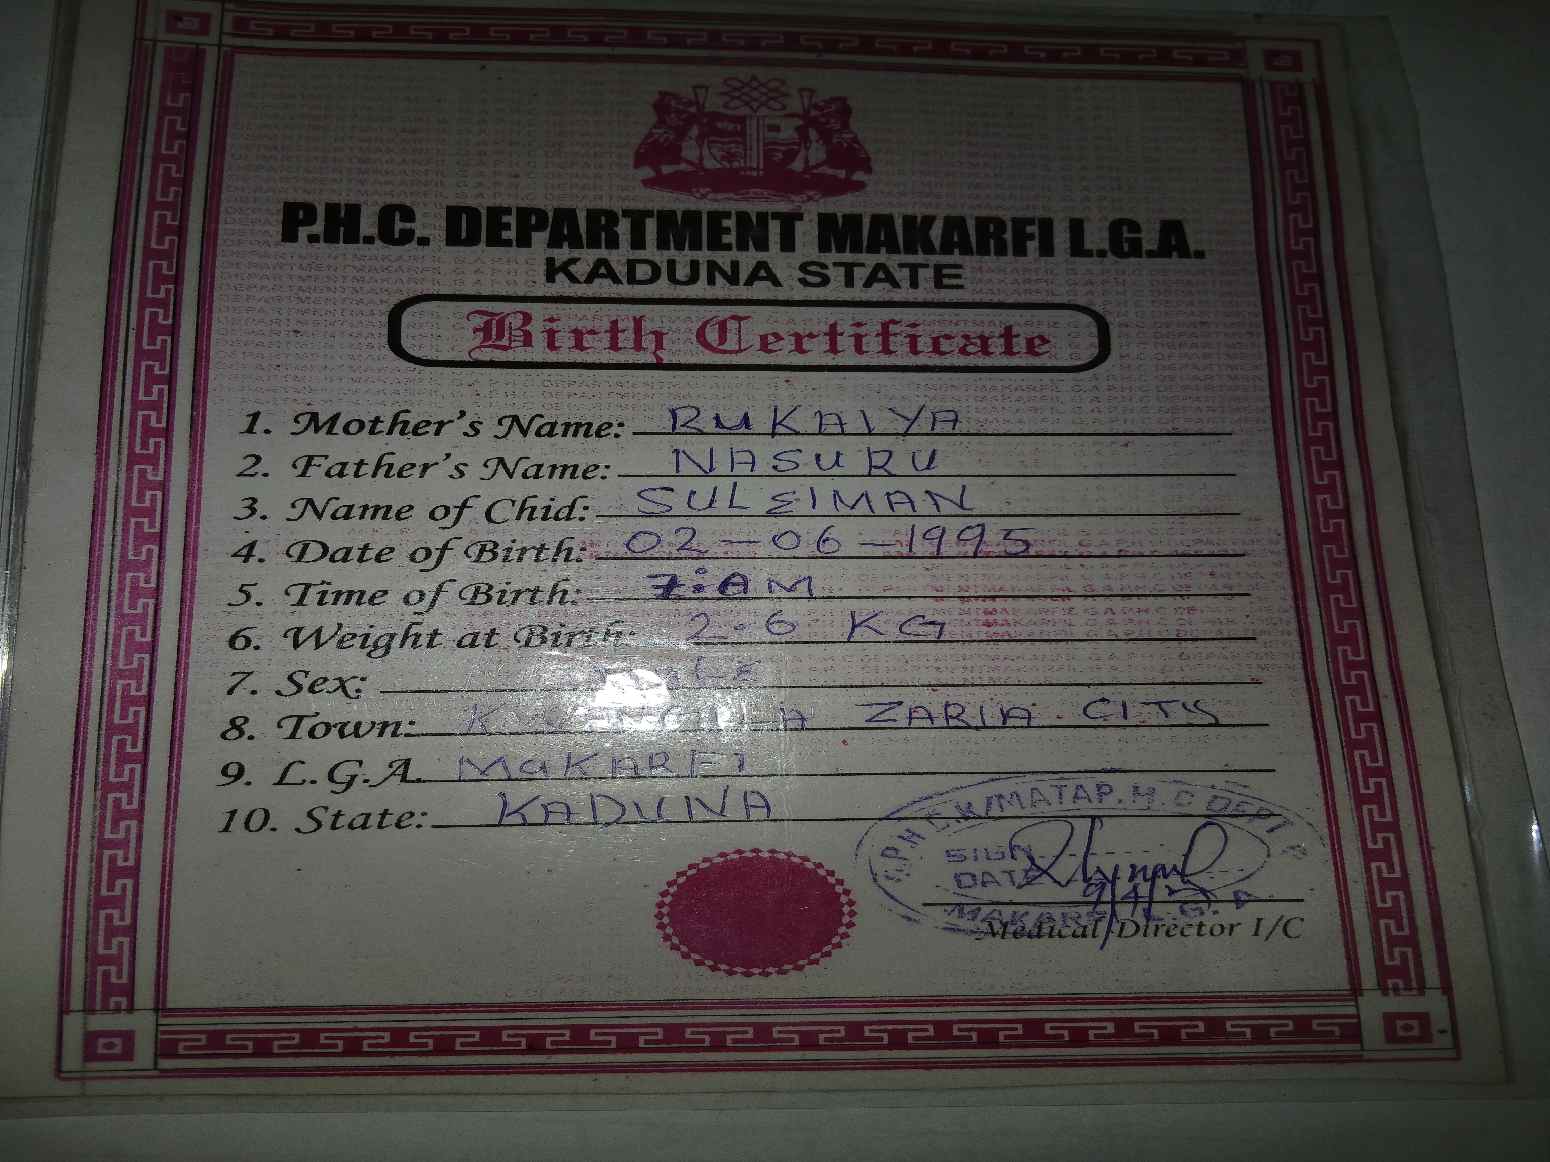 P.H.C. DEPARTMENT MAKARFI L.G.A.
KADUNA STATE
Birth Certificate
1. Mother's Name: RUKAIYA
2. Father's Name: NASURU
3. Name of Chid: SULEIMAN
4. Date of Birth: 02-06-1995
5. Time of Birth: 7:AM
6. Weight at Birth: 2.6 KG
7. Sex:
8. Town: ZARIA CITY
9. L.G.A. MAKARFI
10. State: KADUNA
SIGN
DATE
MAKARFI L.G.A
Medical Director I/C